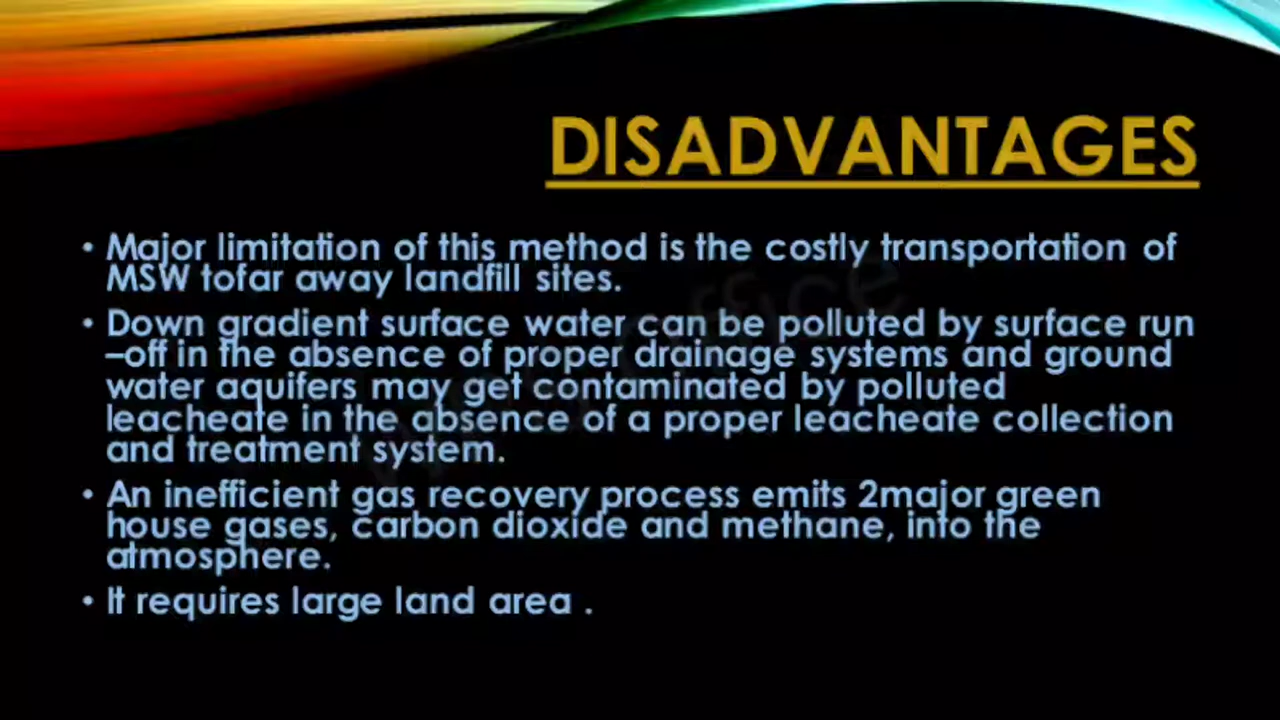 DISADVANTAGES
• Major limitation of this method is the costly transportation of
MSW tofar away landfill sites.
• Down gradient surface water can be polluted by surface run
–off in the absence of proper drainage systems and ground
water aquifers may get contaminated by polluted
leacheate in the absence of a proper leacheate collection
and treatment system.
• An inefficient gas recovery process emits 2major green
house gases, carbon dioxide and methane, into the
atmosphere.
• It requires large land area .